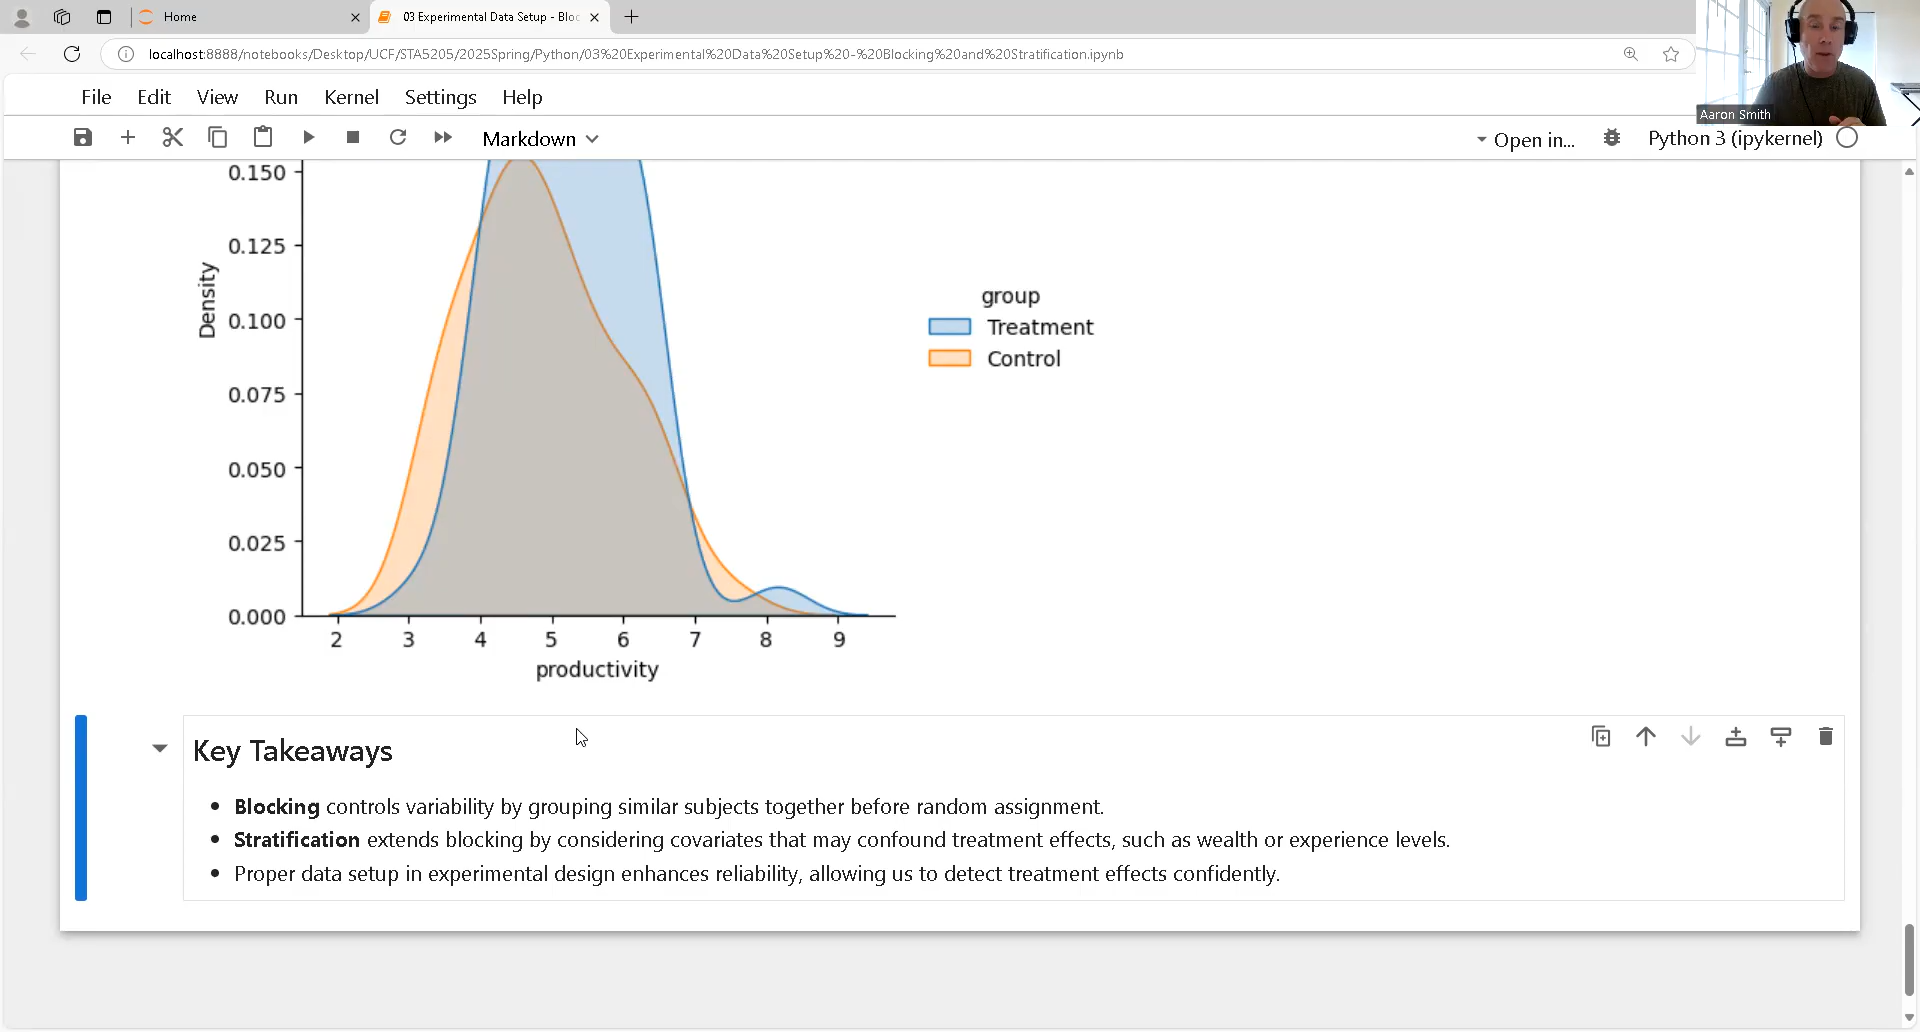 Home
03 Experimental Data Setup - Bloc
localhost:8888/notebooks/Desktop/UCF/STA5205/2025Spring/Python/03%20Experimental%20Data%20Setup%20-%20Blocking%20and%20Stratification.ipynb
Aaron Smith
File Edit View Run Kernel Settings Help
Markdown
Open in...
Python 3 (ipykernel)
0.150
0.125
0.100
0.075
0.050
0.025
0.000
Density
2 3 4 5 6 7 8 9
productivity
group
Treatment
Control
Key Takeaways
• Blocking controls variability by grouping similar subjects together before random assignment.
• Stratification extends blocking by considering covariates that may confound treatment effects, such as wealth or experience levels.
• Proper data setup in experimental design enhances reliability, allowing us to detect treatment effects confidently.